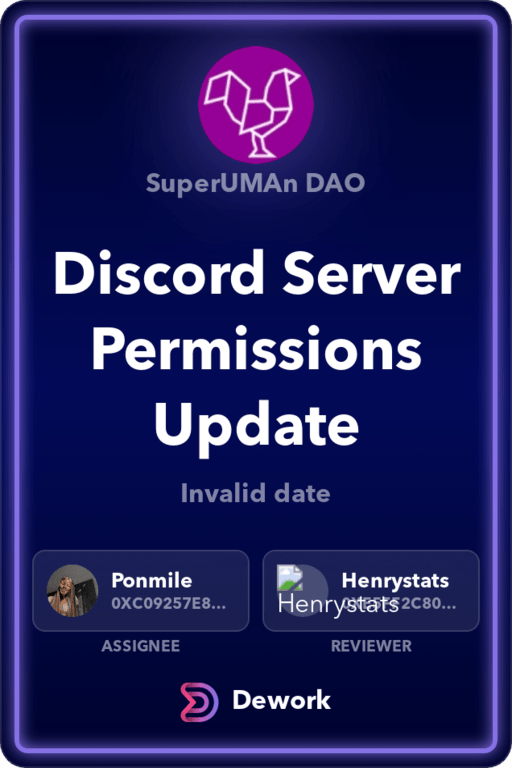 SuperUMAn DAO
Discord Server
Permissions
Update
Invalid date
Ponmile
0XC09257E8...
Henrystats
Henrystats
ASSIGNEE
REVIEWER
Dework